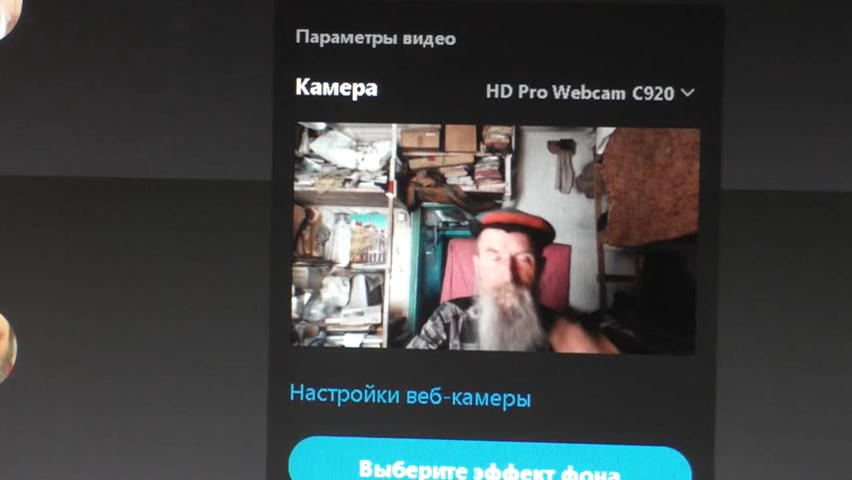 Параметры видео
Камера
HD Pro Webcam C920
Настройки веб-камеры
Выберите эффект фона